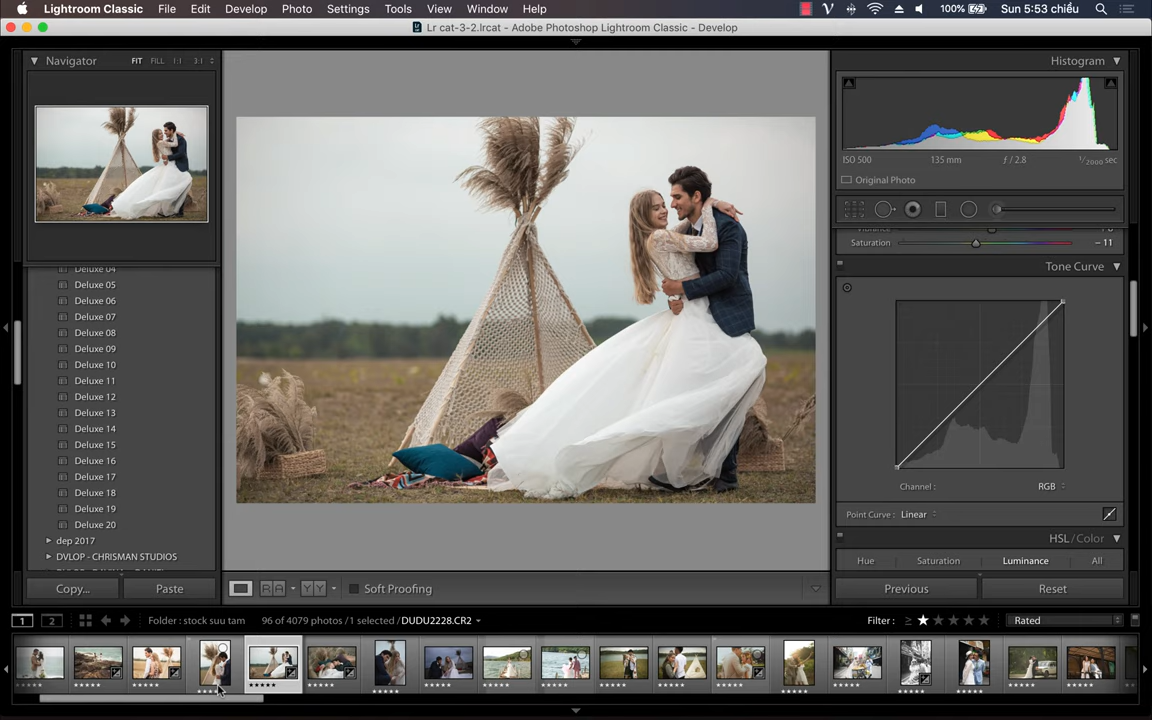 Lightroom Classic File Edit Develop Photo Settings Tools View Window Help 100% Sun 5:53 chiều
Lr cat-3-2.lrcat - Adobe Photoshop Lightroom Classic - Develop
Navigator FIT FILL 1:1 3:1
Histogram
ISO 500 135 mm ƒ / 2.8 1/2000 sec
Original Photo
Saturation – 11
Tone Curve
Deluxe 04
Deluxe 05
Deluxe 06
Deluxe 07
Deluxe 08
Deluxe 09
Deluxe 10
Deluxe 11
Deluxe 12
Deluxe 13
Deluxe 14
Deluxe 15
Deluxe 16
Deluxe 17
Deluxe 18
Deluxe 19
Deluxe 20
dep 2017
DVLOP - CHRISMAN STUDIOS
Channel : RGB
Point Curve : Linear
HSL / Color
Hue Saturation Luminance All
Copy... Paste
Soft Proofing
Previous Reset
1 2 Folder : stock suu tam 96 of 4079 photos / 1 selected / DUDU2228.CR2 Filter : Rated